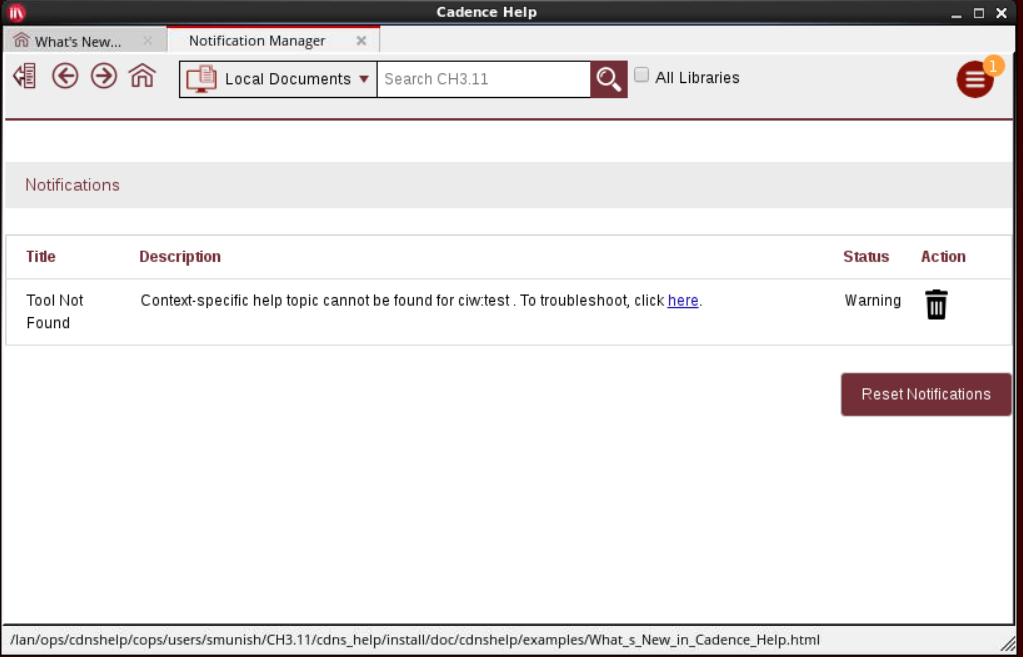 Cadence Help
What's New...
Notification Manager
Local Documents
Search CH3.11
All Libraries
1
Notifications
Title Description Status Action
Tool Not Found Context-specific help topic cannot be found for ciw:test . To troubleshoot, click here. Warning
Reset Notifications
/lan/ops/cdnshelp/cops/users/smunish/CH3.11/cdns_help/install/doc/cdnshelp/examples/What_s_New_in_Cadence_Help.html